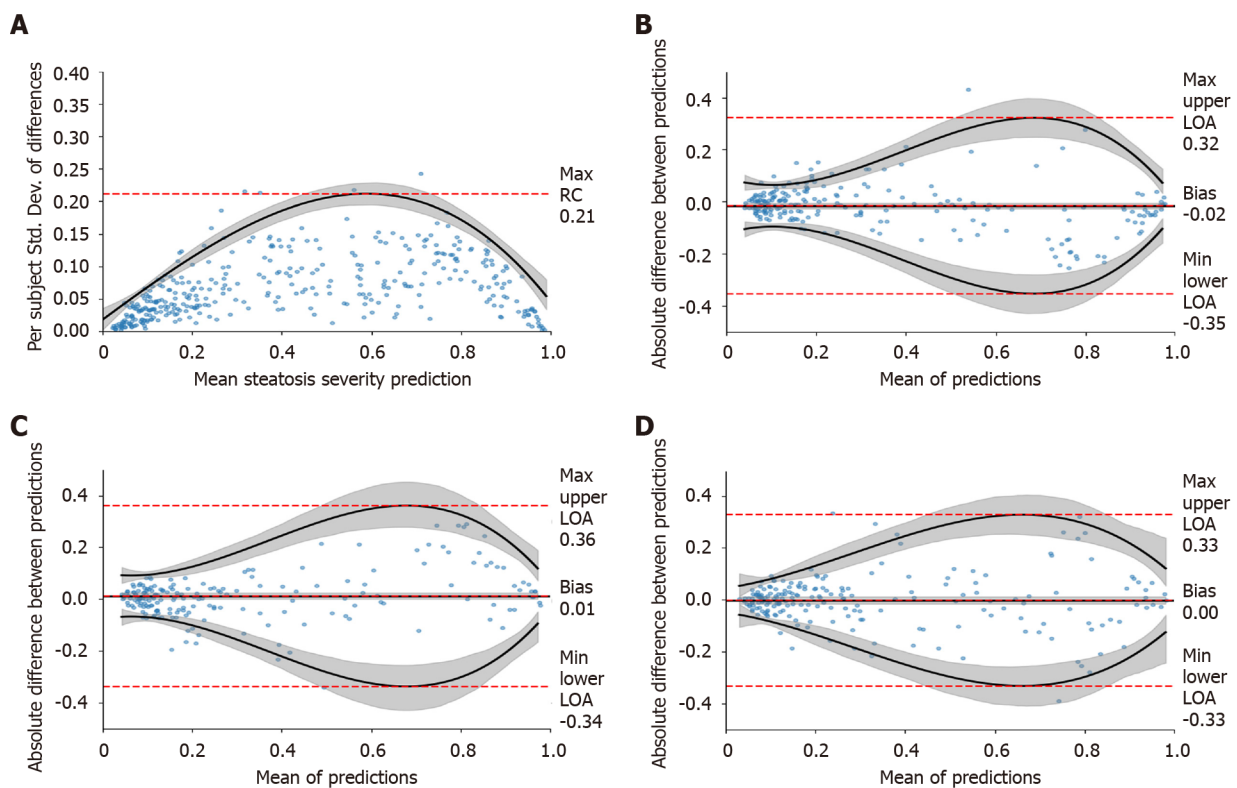 A
Per subject Std. Dev. of differences
0.40
0.35
0.30
0.25
0.20
0.15
0.10
0.05
0.00
0
0.2
0.4
0.6
0.8
1.0
Mean steatosis severity prediction
Max
RC
0.21
B
Absolute difference between predictions
0.4
0.2
0.0
-0.2
-0.4
0
0.2
0.4
0.6
0.8
1.0
Mean of predictions
Max
upper
LOA
0.32
Bias
-0.02
Min
lower
LOA
-0.35
C
Absolute difference between predictions
0.4
0.2
0.0
-0.2
-0.4
0
0.2
0.4
0.6
0.8
1.0
Mean of predictions
Max
upper
LOA
0.36
Bias
0.01
Min
lower
LOA
-0.34
D
Absolute difference between predictions
0.4
0.2
0.0
-0.2
-0.4
0
0.2
0.4
0.6
0.8
1.0
Mean of predictions
Max
upper
LOA
0.33
Bias
0.00
Min
lower
LOA
-0.33